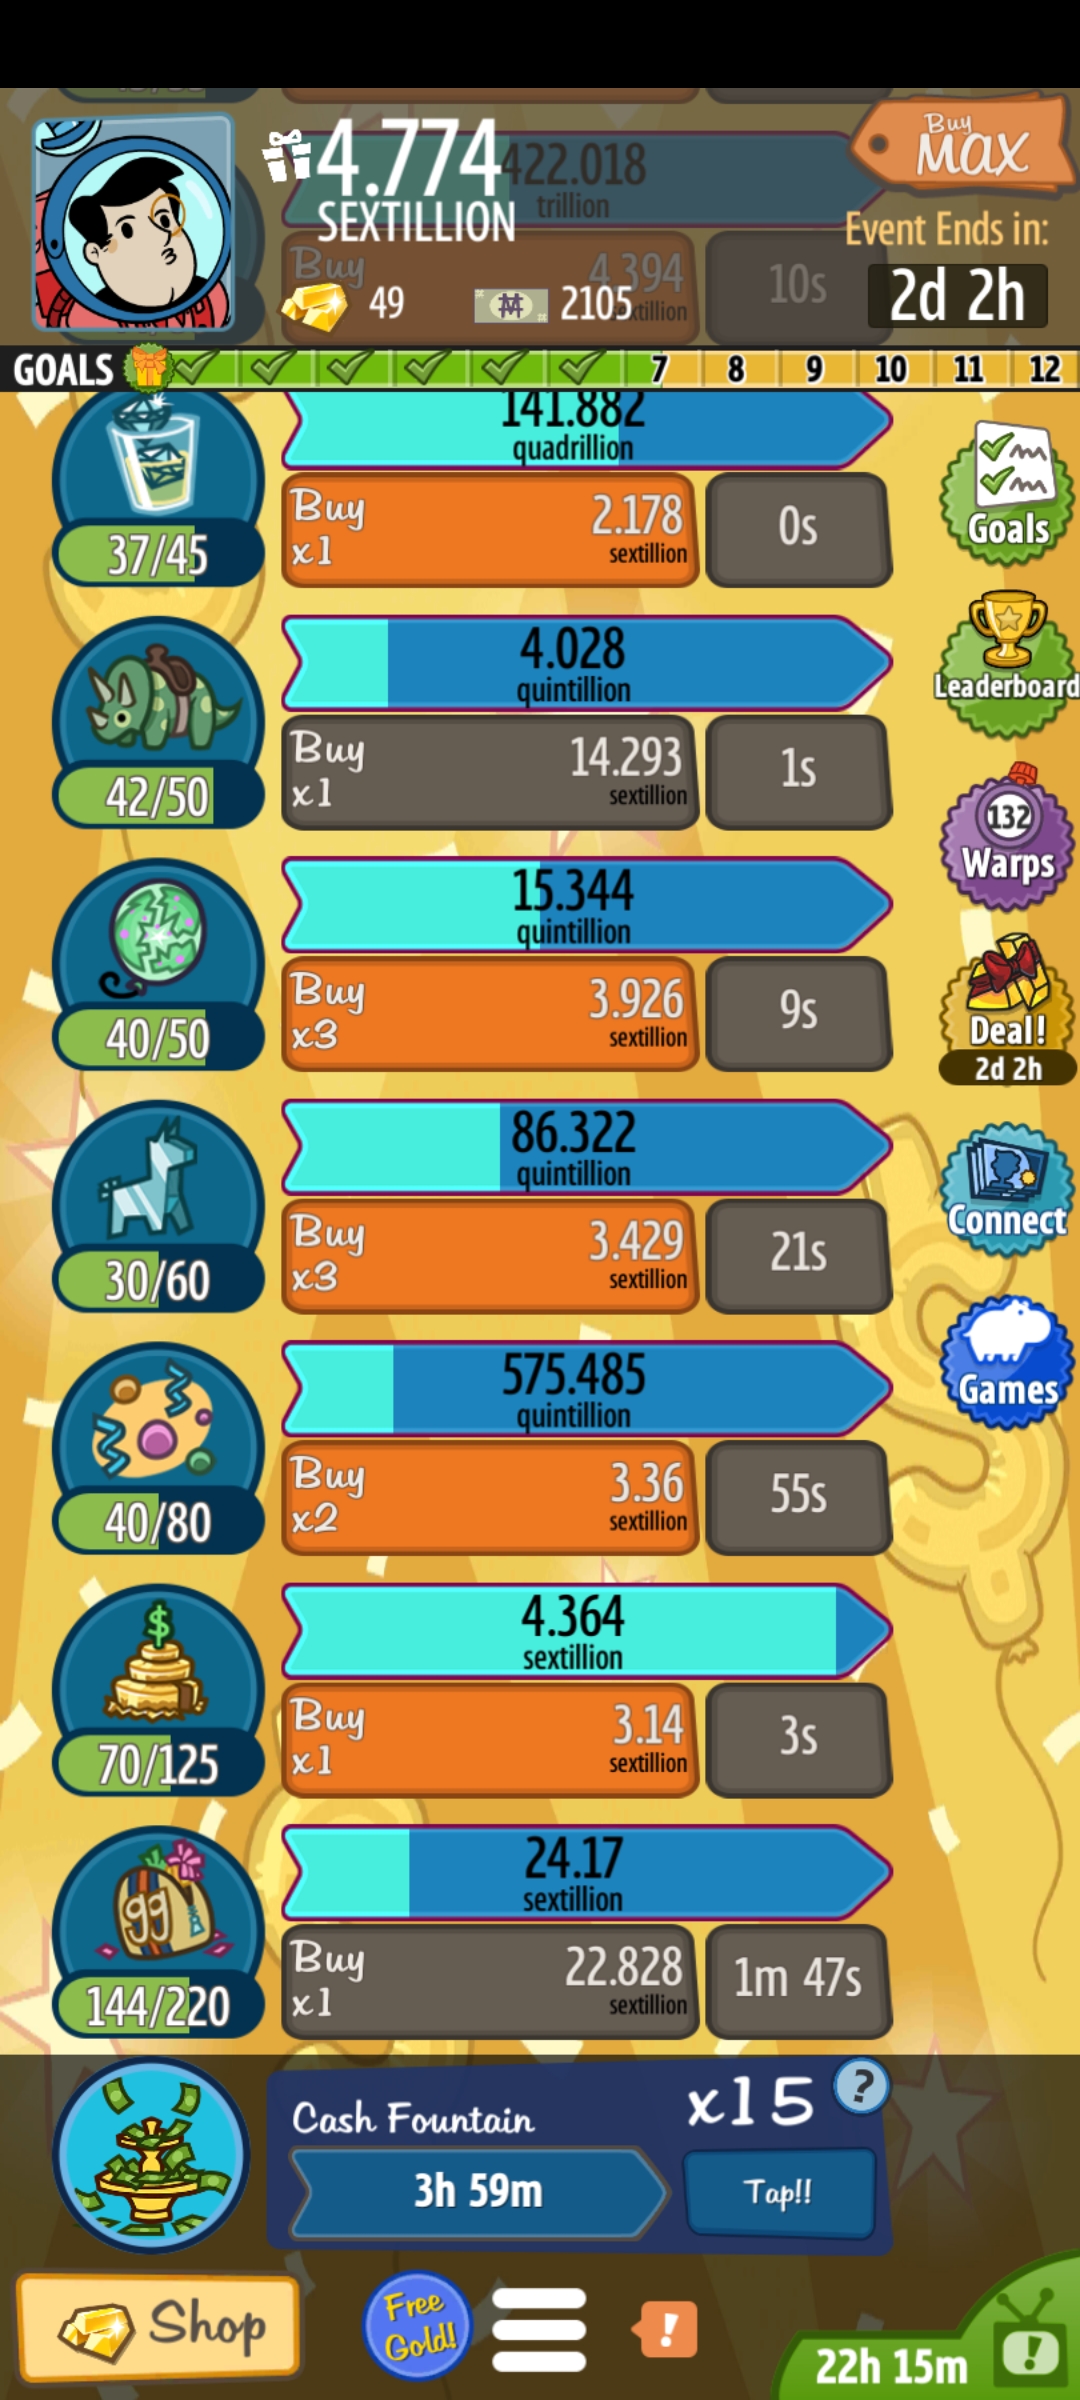 4.774
SEXTILLION
422.018
trillion
Buy
MAX
Event Ends in:
2d 2h
Buy
4.394
10s
49
2105
GOALS
7 8 9 10 11 12
141.882
quadrillion
37/45
Buy
x1
2.178
sextillion
0s
Goals
4.028
quintillion
42/50
Buy
x1
14.293
sextillion
1s
Leaderboard
132
Warps
15.344
quintillion
40/50
Buy
x3
3.926
sextillion
9s
Deal!
2d 2h
86.322
quintillion
30/60
Buy
x3
3.429
sextillion
21s
Connect
575.485
quintillion
40/80
Buy
x2
3.36
sextillion
55s
Games
$
4.364
sextillion
70/125
Buy
x1
3.14
sextillion
3s
gg
24.17
sextillion
144/220
Buy
x1
22.828
sextillion
1m 47s
Cash Fountain
x15
?
3h 59m
Tap!!
Shop
Free
Gold!
!
22h 15m
!